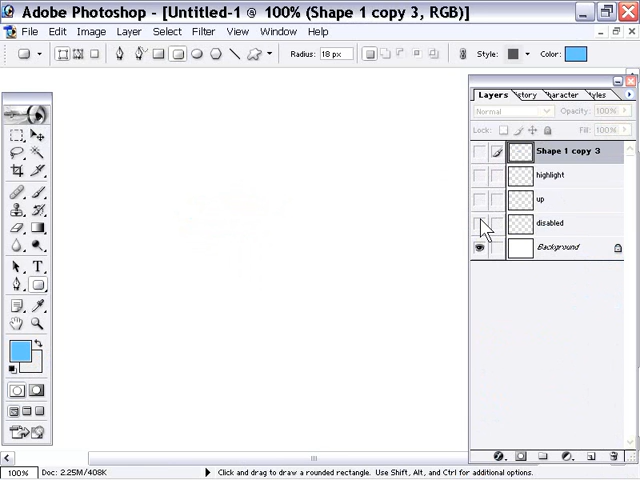 Adobe Photoshop - [Untitled-1 @ 100% (Shape 1 copy 3, RGB)]
File Edit Image Layer Select Filter View Window Help
Radius: 18 px Style: Color:
Layers story haracter yles
Normal Opacity: 100%
Lock: Fill: 100%
Shape 1 copy 3
highlight
up
disabled
Background
T
100% Doc: 2.25M/408K Click and drag to draw a rounded rectangle. Use Shift, Alt, and Ctrl for additional options.